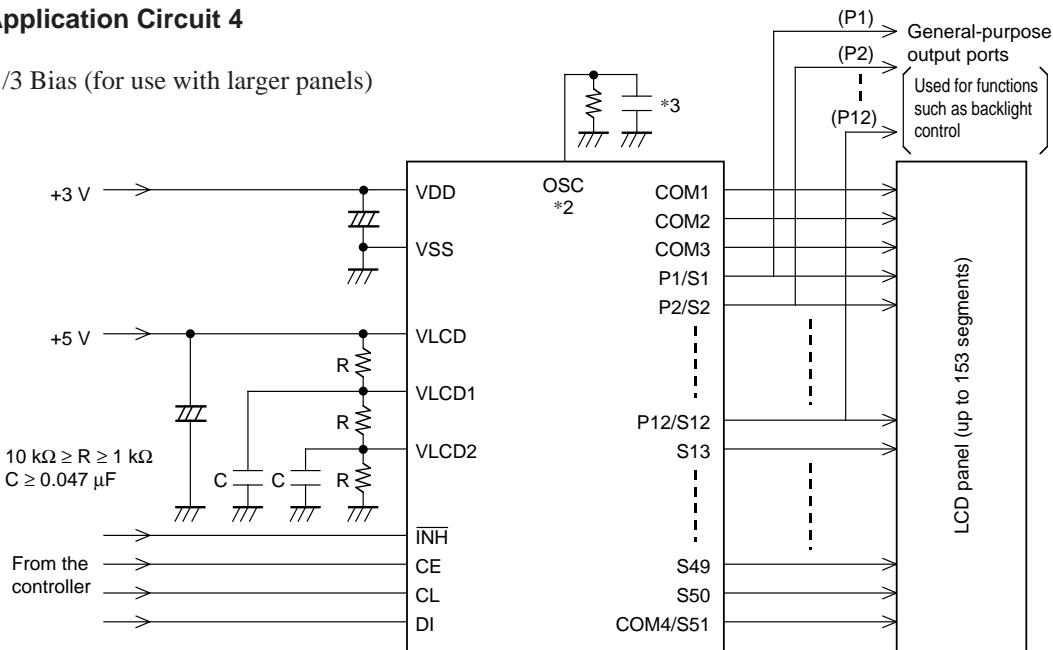 pplication Circuit 4
/3 Bias (for use with larger panels)
(P1)
General-purpose
output ports
(P2)
Used for functions
such as backlight
control
(P12)
*3
+3 V
VDD
OSC
*2
COM1
COM2
VSS
COM3
P1/S1
P2/S2
+5 V
VLCD
R
VLCD1
R
P12/S12
VLCD2
S13
10 kΩ ≥ R ≥ 1 kΩ
C ≥ 0.047 µF
C
C
R
LCD panel (up to 153 segments)
INH
From the
controller
CE
S49
CL
S50
DI
COM4/S51